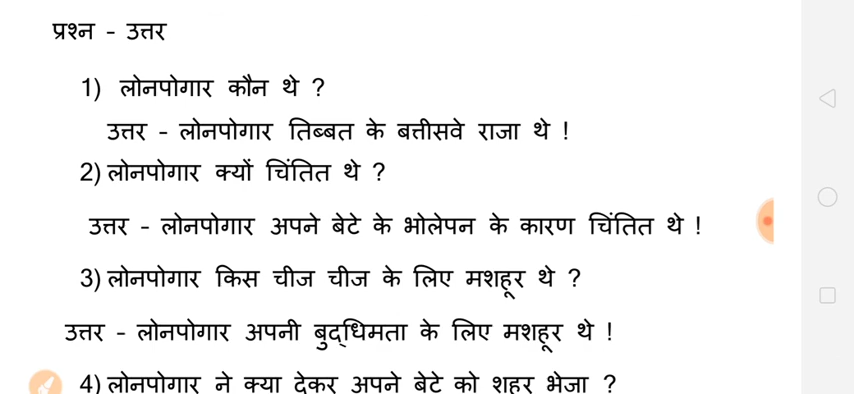 प्रश्न - उत्तर
1) लोनपोगार कौन थे ?
उत्तर - लोनपोगार तिब्बत के बत्तीसवे राजा थे !
2) लोनपोगार क्यों चिंतित थे ?
उत्तर - लोनपोगार अपने बेटे के भोलेपन के कारण चिंतित थे !
3) लोनपोगार किस चीज चीज के लिए मशहूर थे ?
उत्तर - लोनपोगार अपनी बुद्धिमता के लिए मशहूर थे !
4) लोनपोगार ने क्या देकर अपने बेटे को शहर भेजा ?